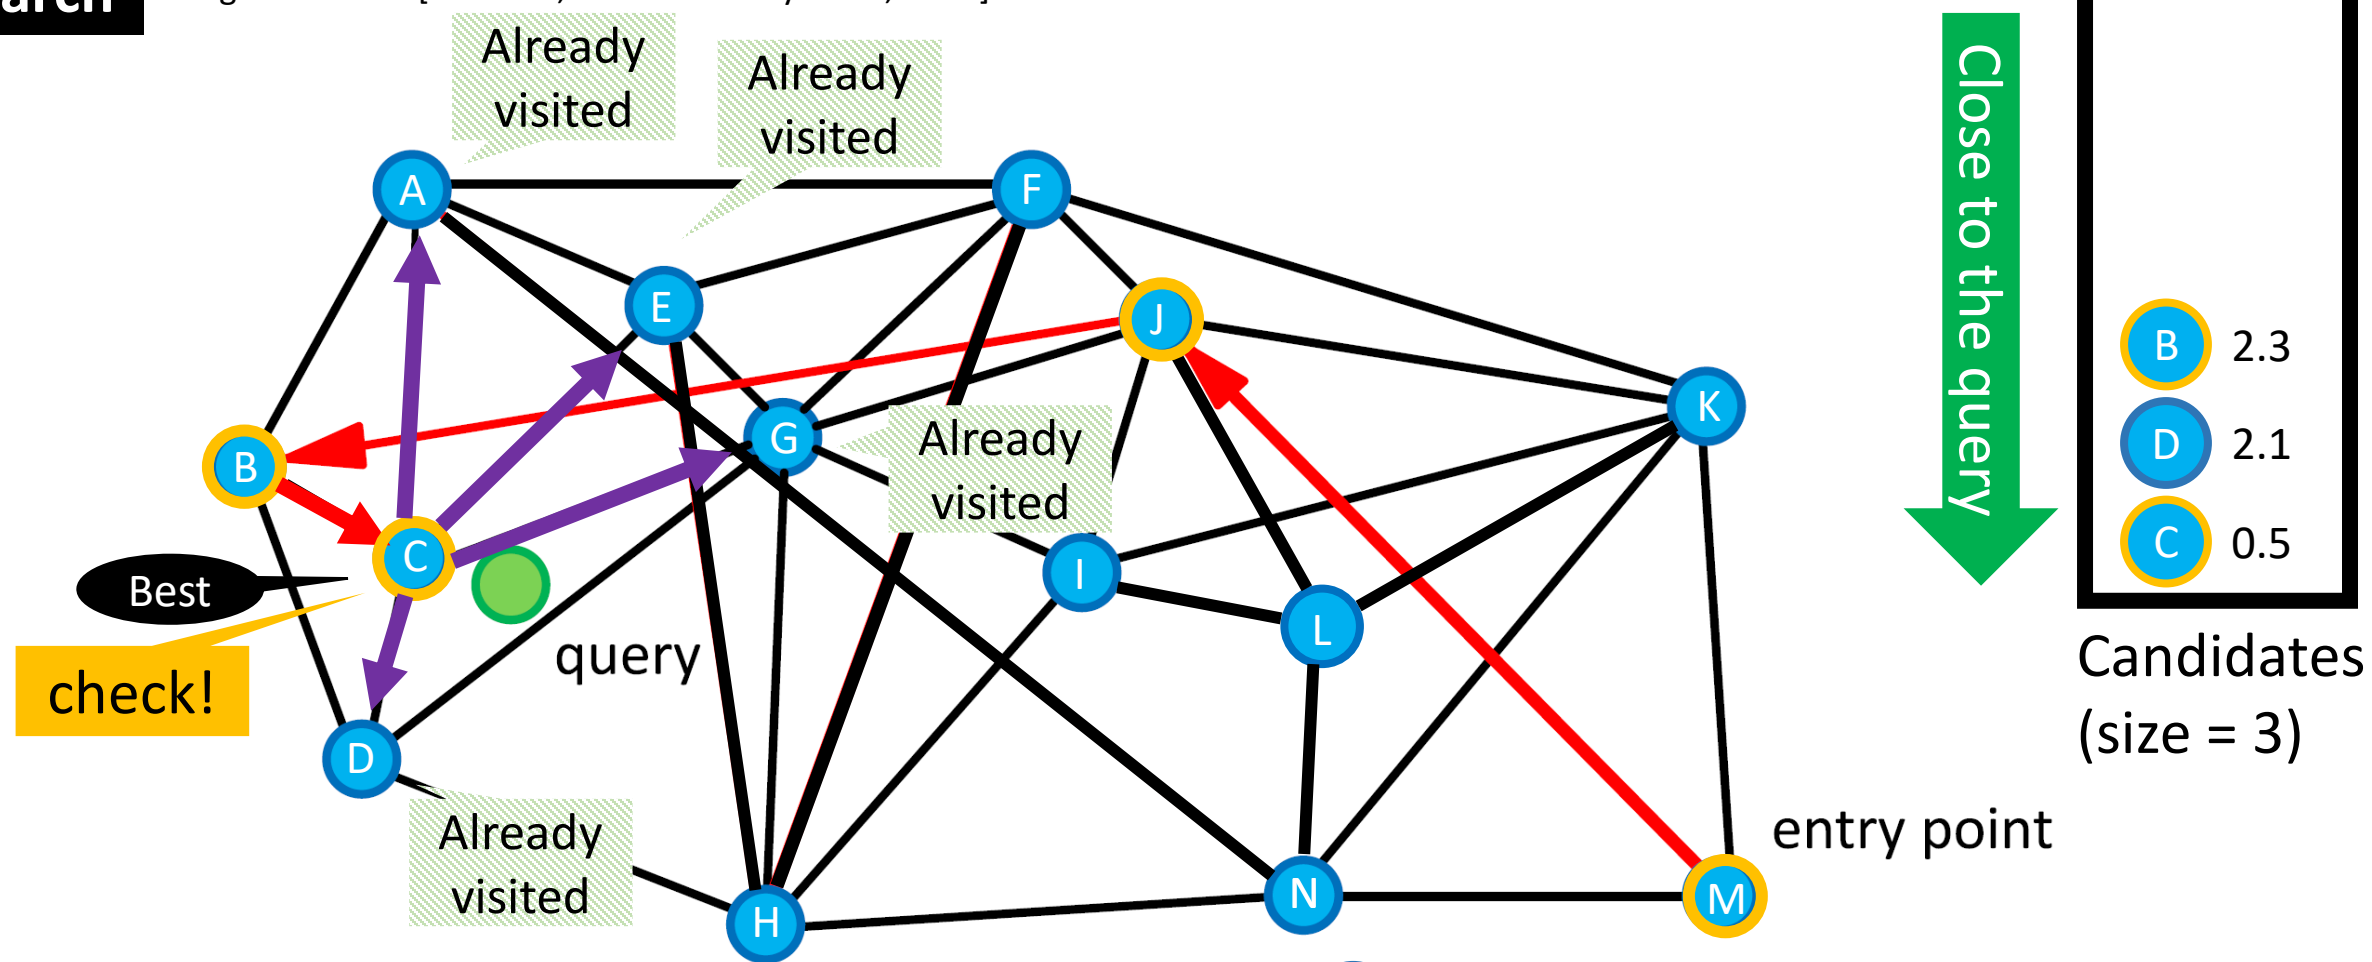 arch
Already
visited
Already
visited
Close to the query
A
F
E
J
B 2.3
K
G
Already
visited
D 2.1
B
C
C 0.5
I
Best
L
query
Candidates
(size = 3)
check!
D
Already
visited
entry point
H
N
M